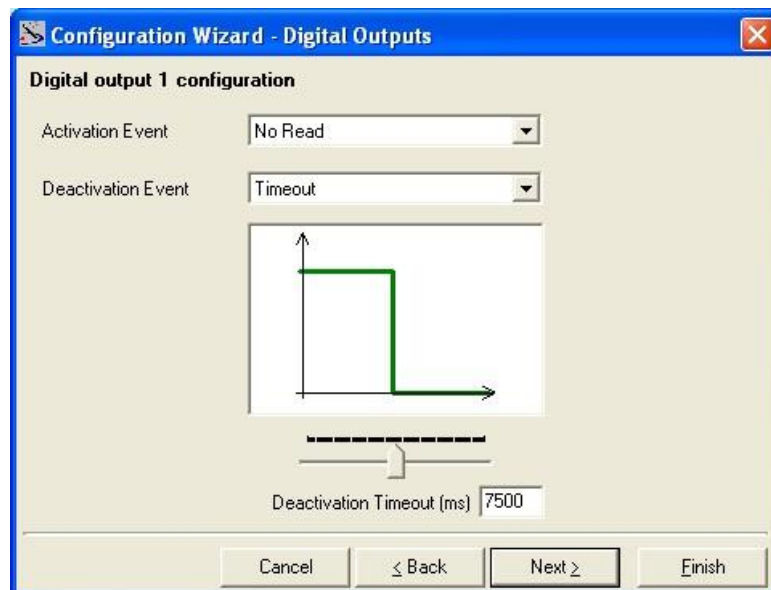 Configuration Wizard - Digital Outputs
Digital output 1 configuration
Activation Event No Read
Deactivation Event Timeout
Deactivation Timeout (ms) 7500
Cancel < Back Next > Finish